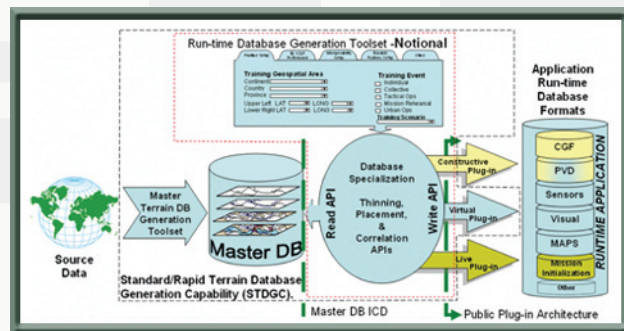 Run-time Database Generation Toolset -Notional
Training Geospatial Area
Continent
Country
Province
Upper Left LAT LONG
Lower Right LAT LONG
Training Event
Individual
Collective
Tactical Ops
Mission Rehearsal
Urban Ops
Training Scenario
Application
Run-time
Database
Formats
CGF
PVD
Sensors
Visual
MAPS
Mission
Initialization
Other
RUNTIME APPLICATION
Constructive
Plug-in
Virtual
Plug-in
Live
Plug-in
Write API
Database
Specialization
Thinning,
Placement,
&
Correlation
APIs
Read API
Master DB
Master
Terrain DB
Generation
Toolset
Source
Data
Standard/Rapid Terrain Database
Generation Capability (STDGC).
Master DB ICD
Public Plug-in Architecture